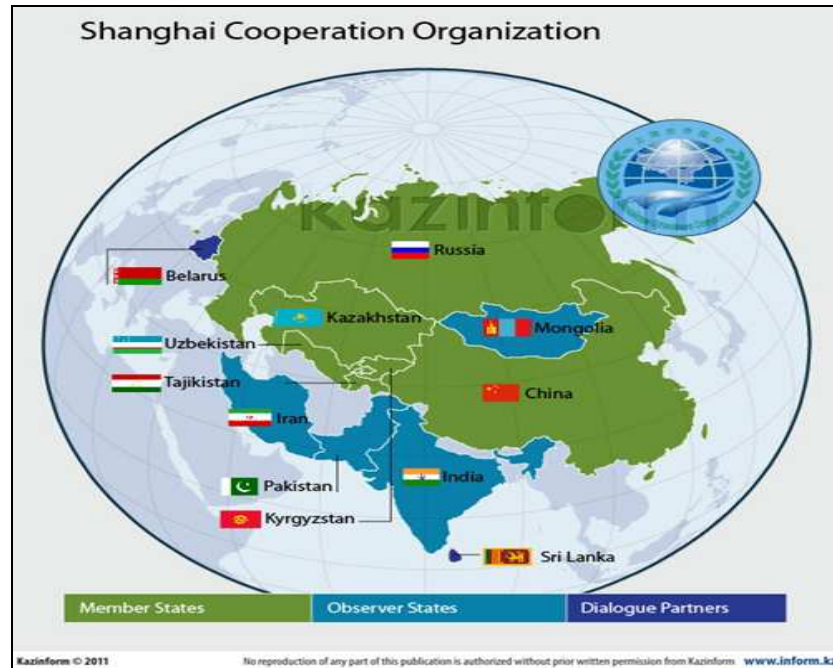 Shanghai Cooperation Organization
kazinform
Russia
Belarus
Kazakhstan
Mongolia
Uzbekistan
Tajikistan
China
Iran
India
Pakistan
Kyrgyzstan
Sri Lanka
Member States
Observer States
Dialogue Partners
Kazinform © 2011
No reproduction of any part of this publication is authorized without prior written permission from Kazinform
www.inform.kz